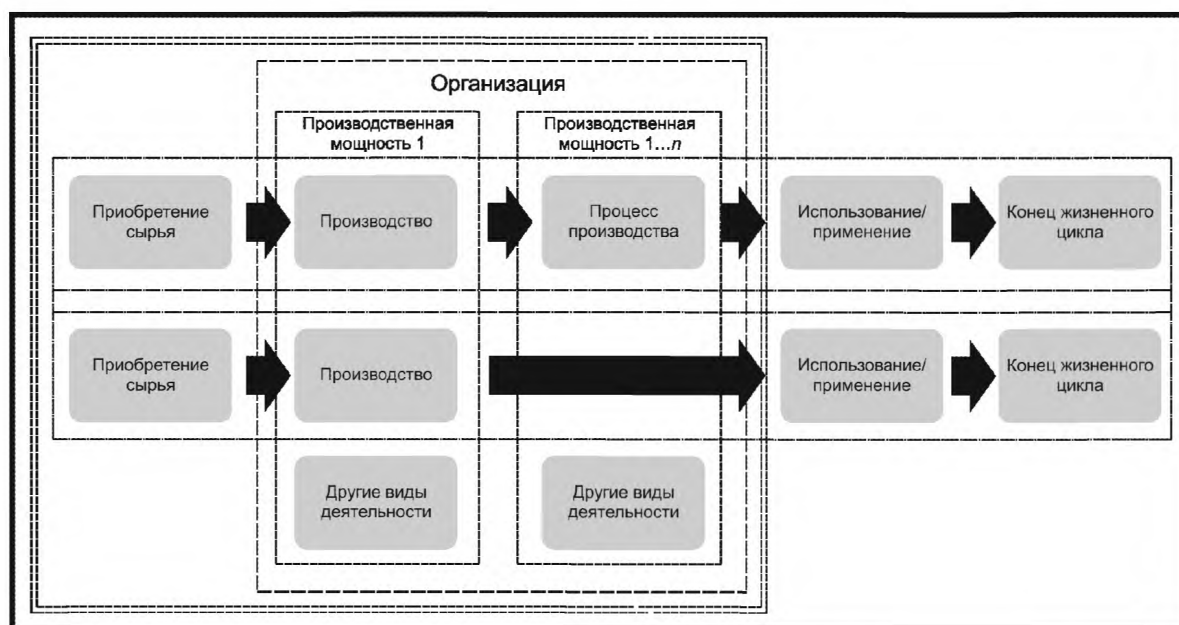 Организация
Производственная
мощность 1
Производственная
мощность 1...n
Приобретение
сырья
Производство
Процесс
производства
Использование/
применение
Конец жизненного
цикла
Приобретение
сырья
Производство
Использование/
применение
Конец жизненного
цикла
Другие виды
деятельности
Другие виды
деятельности